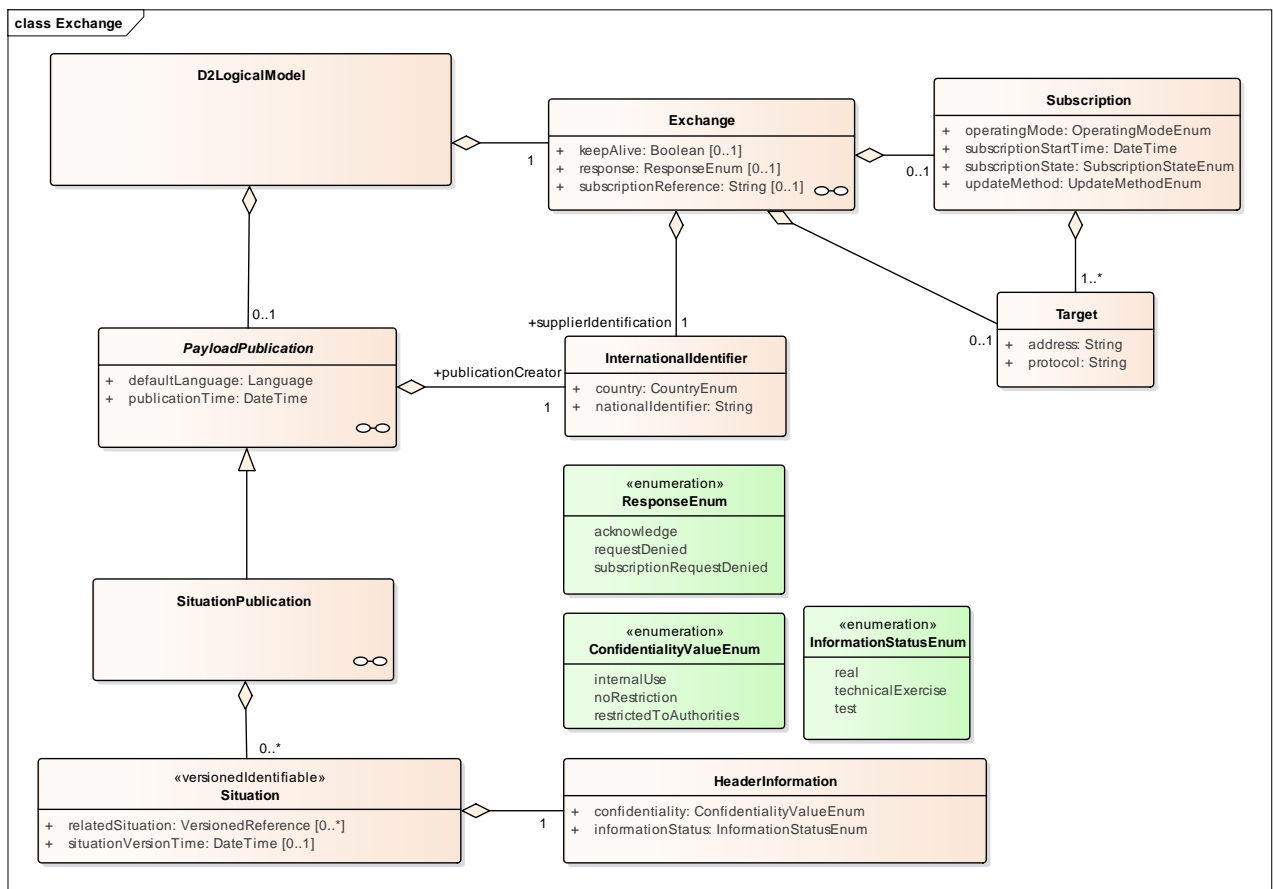 class Exchange
D2LogicalModel
Exchange
+ keepAlive: Boolean [0..1]
+ response: ResponseEnum [0..1]
+ subscriptionReference: String [0..1]
Subscription
+ operatingMode: OperatingModeEnum
+ subscriptionStartTime: DateTime
+ subscriptionState: SubscriptionStateEnum
+ updateMethod: UpdateMethodEnum
1
0..1
0..1
1..*
+supplierIdentification 1
0..1
Target
+ address: String
+ protocol: String
PayloadPublication
+ defaultLanguage: Language
+ publicationTime: DateTime
+publicationCreator
1
InternationalIdentifier
+ country: CountryEnum
+ nationalIdentifier: String
«enumeration»
ResponseEnum
acknowledge
requestDenied
subscriptionRequestDenied
SituationPublication
«enumeration»
ConfidentialityValueEnum
internalUse
noRestriction
restrictedToAuthorities
«enumeration»
InformationStatusEnum
real
technicalExercise
test
0..*
«versionedIdentifiable»
Situation
+ relatedSituation: VersionedReference [0..*]
+ situationVersionTime: DateTime [0..1]
1
HeaderInformation
+ confidentiality: ConfidentialityValueEnum
+ informationStatus: InformationStatusEnum